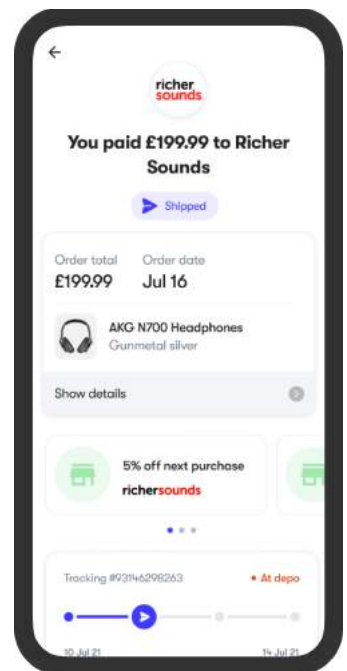 richer
sounds
You paid £199.99 to Richer
Sounds
Shipped
Order total Order date
£199.99 Jul 16
AKG N700 Headphones
Gunmetal silver
Show details
5% off next purchase
richersounds
Tracking #93146298263 At depo
10 Jul 21 14 Jul 21